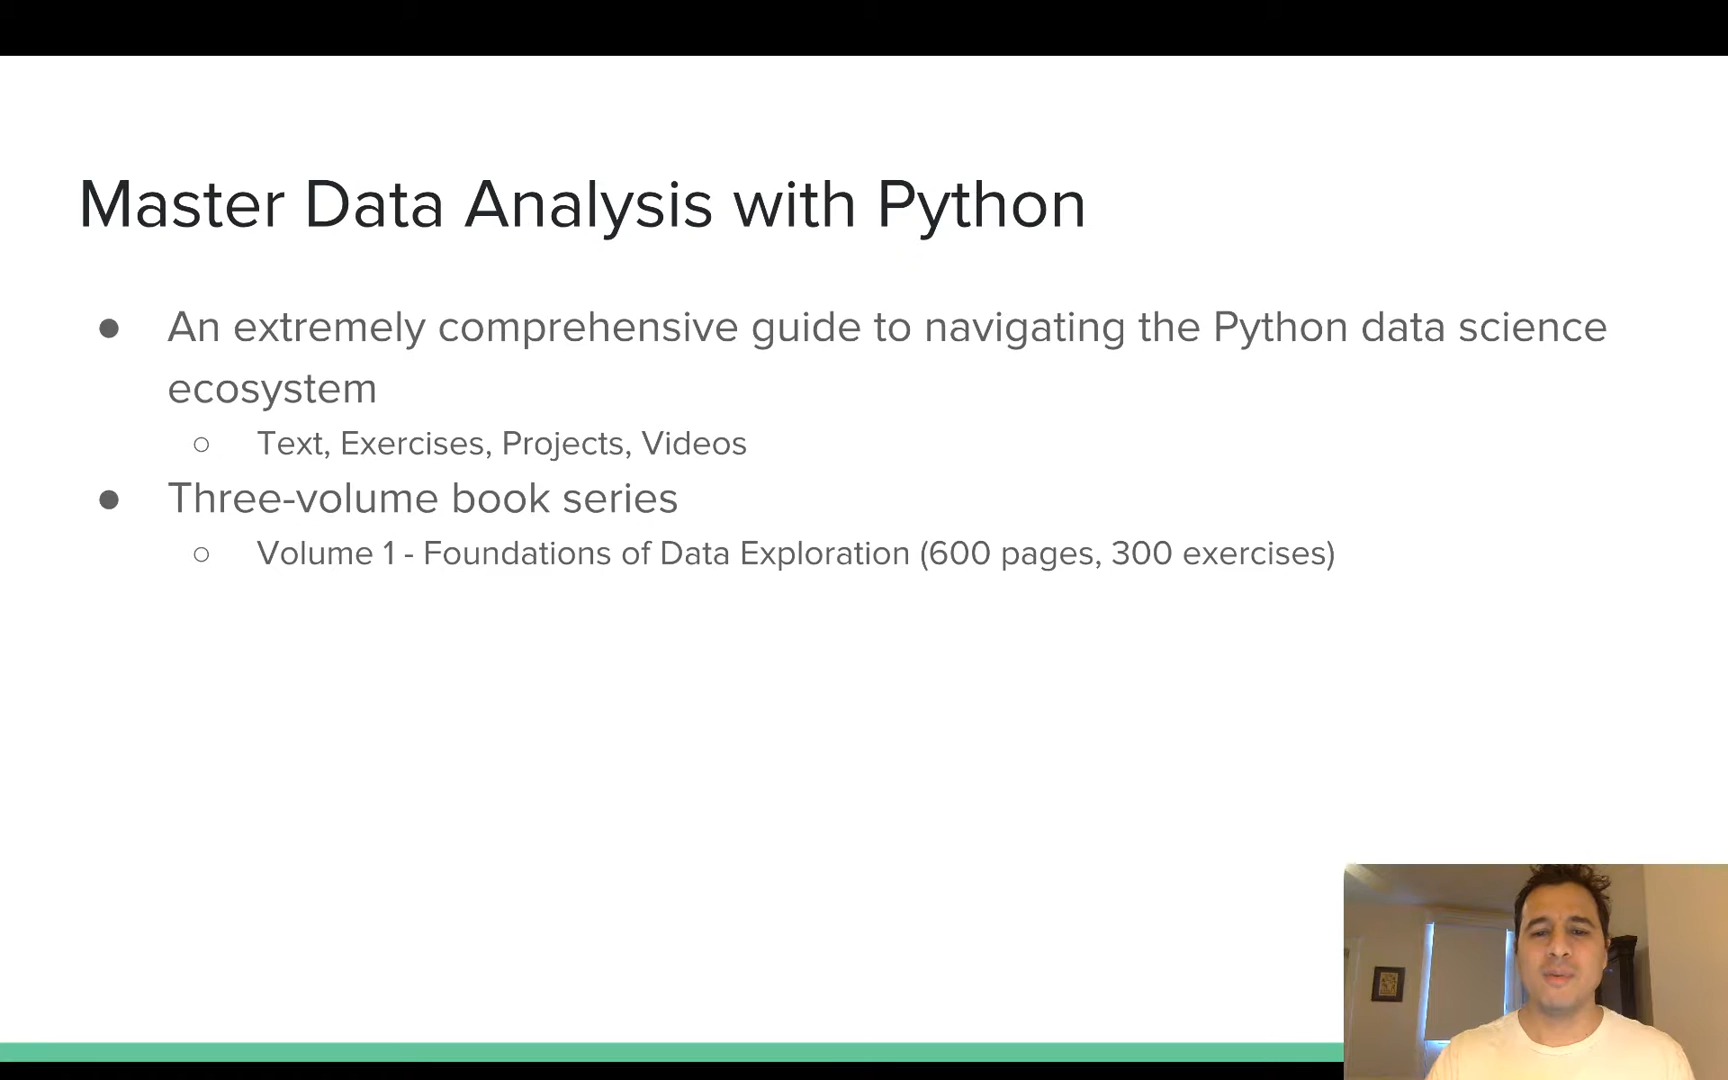 Master Data Analysis with Python
● An extremely comprehensive guide to navigating the Python data science
ecosystem
○ Text, Exercises, Projects, Videos
● Three-volume book series
○ Volume 1 - Foundations of Data Exploration (600 pages, 300 exercises)